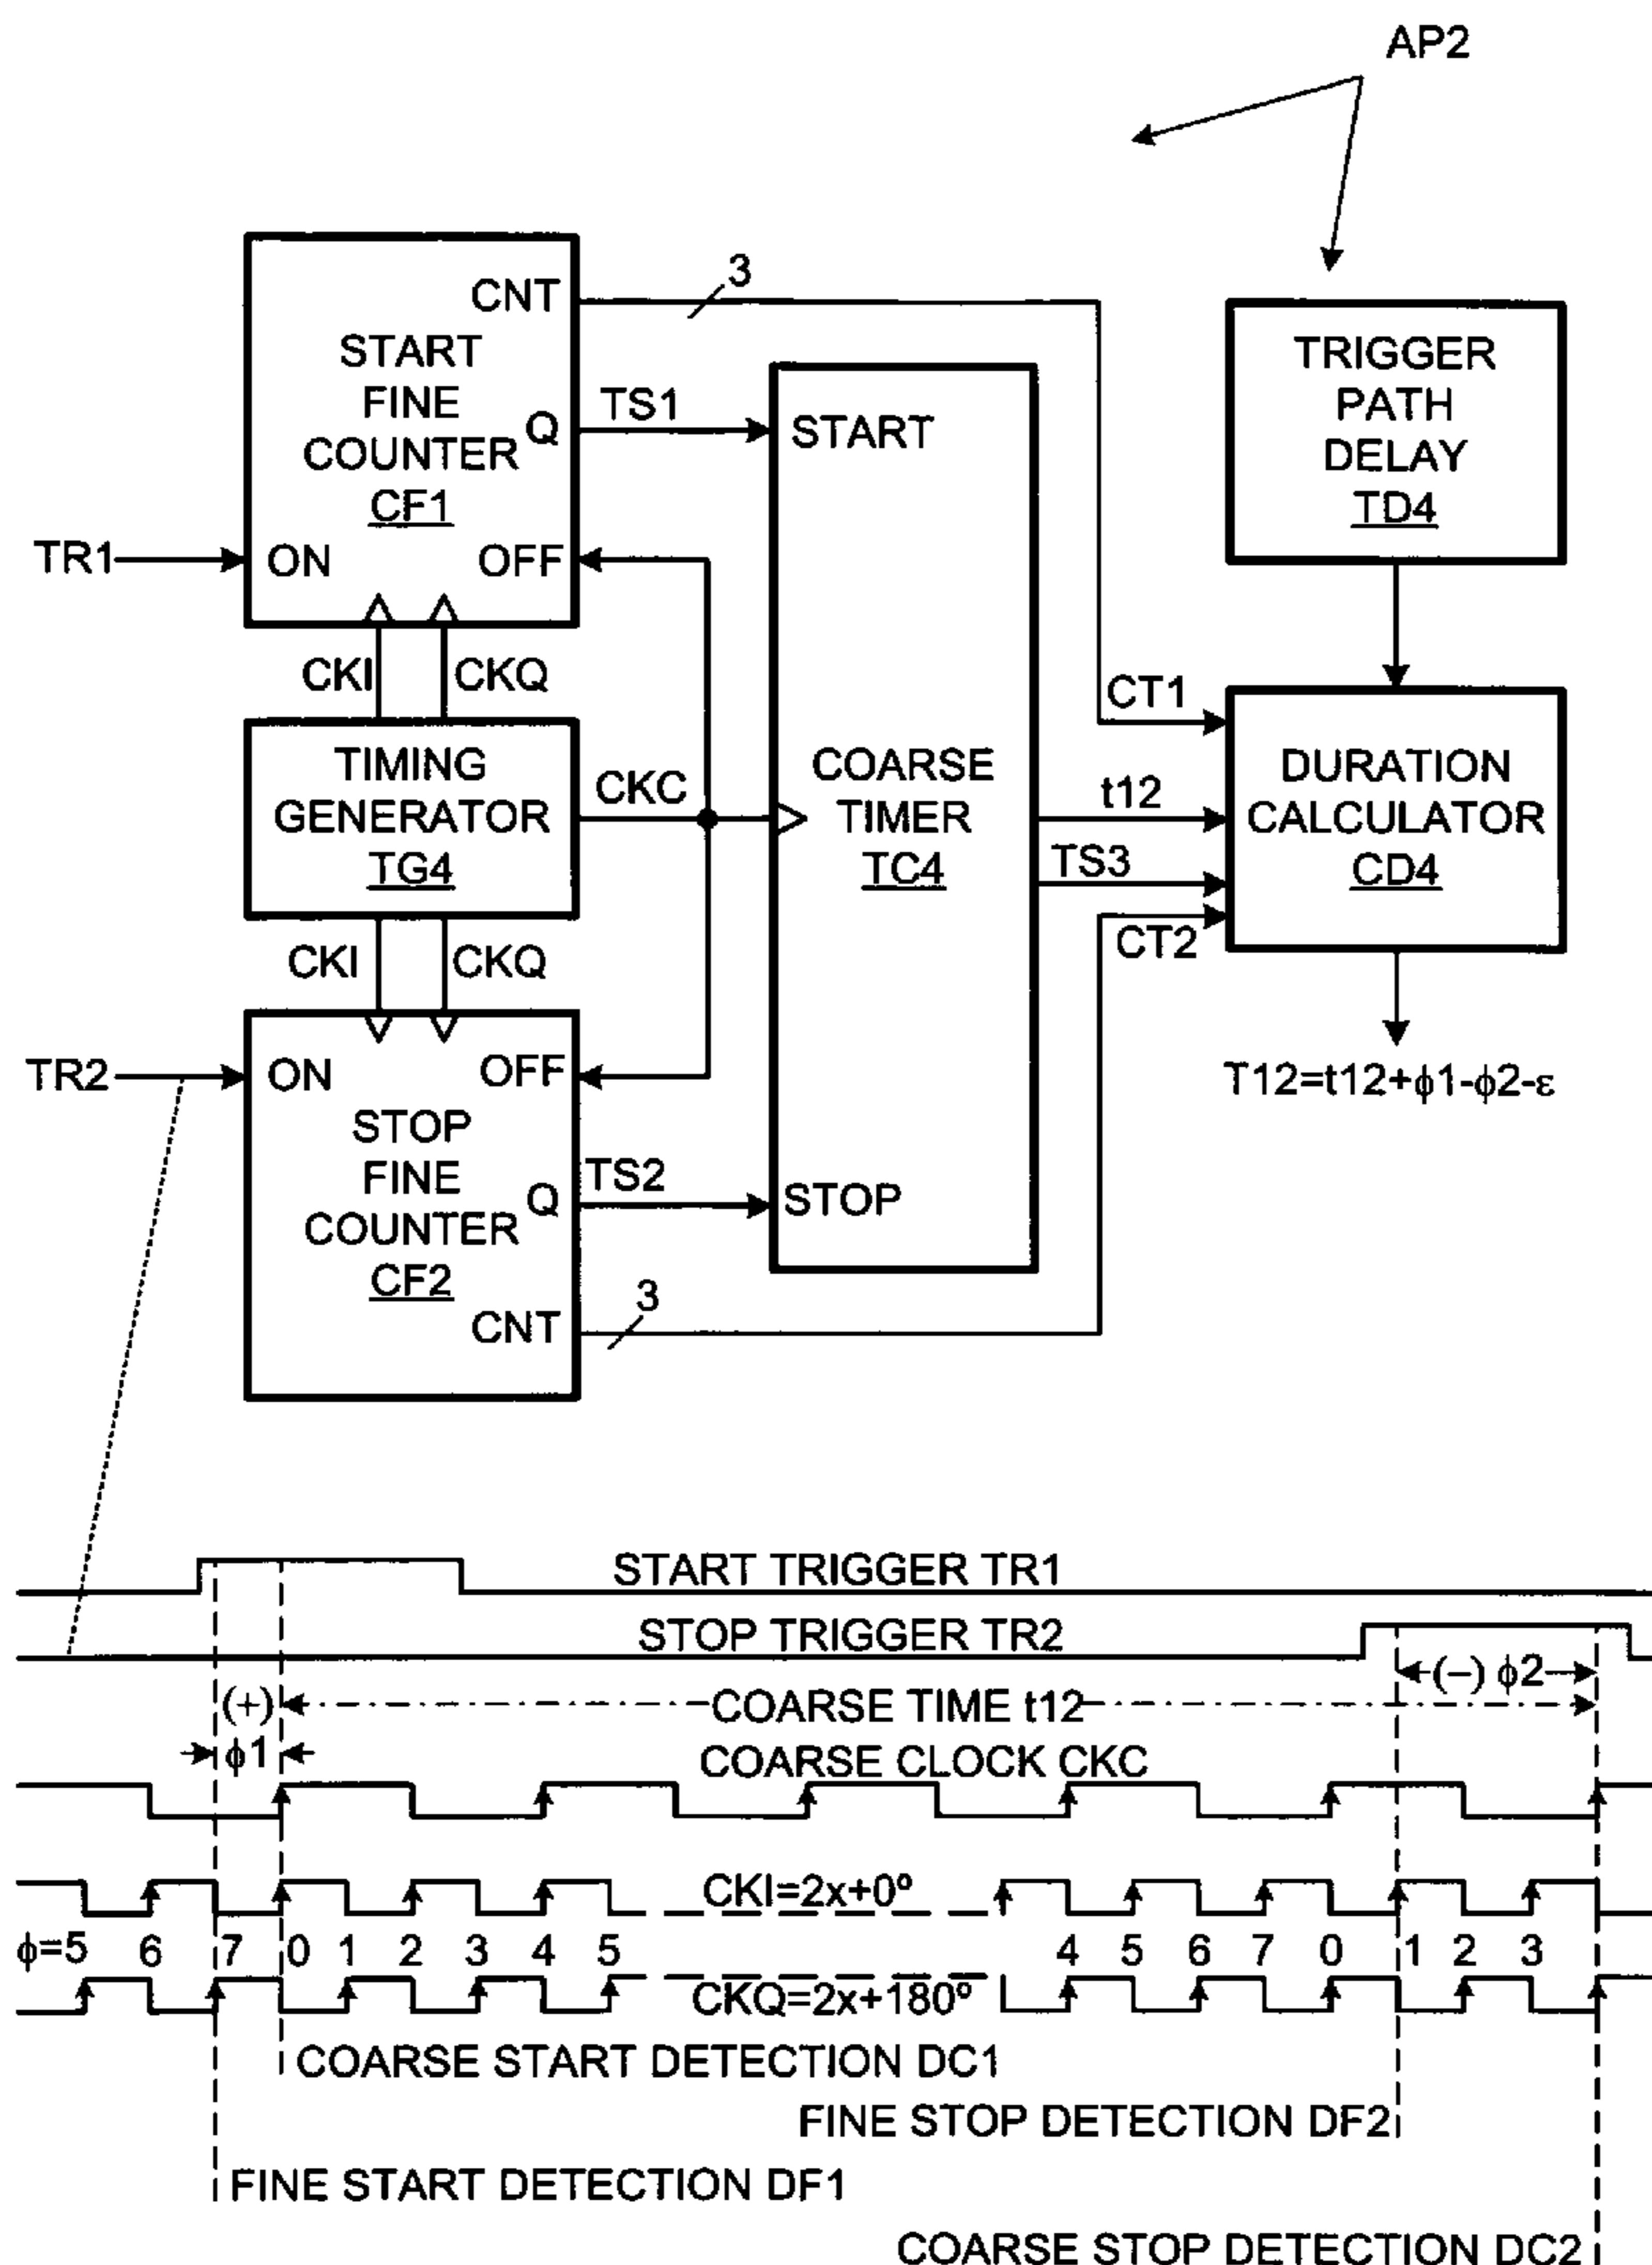 AP2
CNT
3
START
FINE
COUNTER
CF1
Q
TS1
START
TR1
ON
OFF
CKI
CKQ
TRIGGER
PATH
DELAY
TD4
TIMING
GENERATOR
TG4
CKC
COARSE
TIMER
TC4
CT1
t12
TS3
CT2
DURATION
CALCULATOR
CD4
CKI
CKQ
TR2
ON
OFF
STOP
FINE
COUNTER
CF2
Q
TS2
STOP
CNT
3
T12=t12+ϕ1-ϕ2-ε
START TRIGGER TR1
STOP TRIGGER TR2
(–) ϕ2
(+)
COARSE TIME t12
ϕ1
COARSE CLOCK CKC
CKI=2x+0º
ϕ=5 6 7 0 1 2 3 4 5 4 5 6 7 0 1 2 3
CKQ=2x+180º
COARSE START DETECTION DC1
FINE STOP DETECTION DF2
FINE START DETECTION DF1
COARSE STOP DETECTION DC2